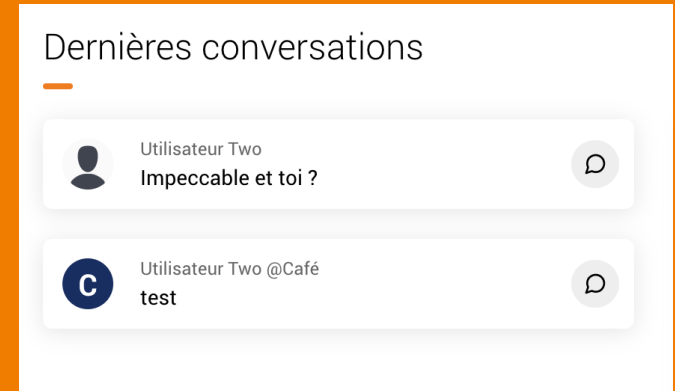 Dernières conversations
Utilisateur Two
Impeccable et toi ?
C
Utilisateur Two @Café
test